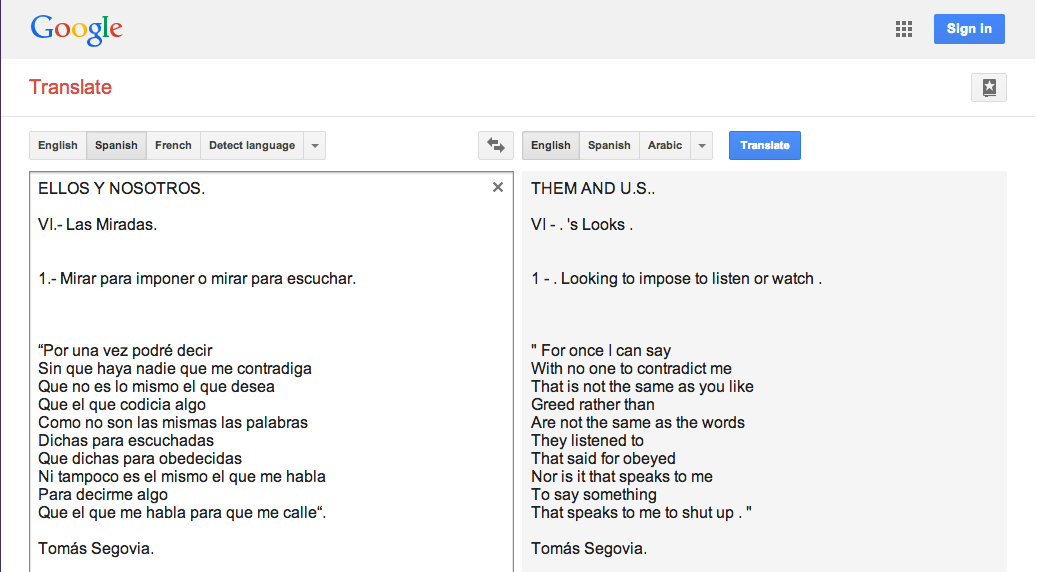 Google
Sign in
Translate
English Spanish French Detect language
English Spanish Arabic Translate
ELLOS Y NOSOTROS.
VI.- Las Miradas.
1.- Mirar para imponer o mirar para escuchar.
“Por una vez podré decir
Sin que haya nadie que me contradiga
Que no es lo mismo el que desea
Que el que codicia algo
Como no son las mismas las palabras
Dichas para escuchadas
Que dichas para obedecidas
Ni tampoco es el mismo el que me habla
Para decirme algo
Que el que me habla para que me calle“.
Tomás Segovia.
THEM AND U.S..
VI - . 's Looks .
1 - . Looking to impose to listen or watch .
" For once I can say
With no one to contradict me
That is not the same as you like
Greed rather than
Are not the same as the words
They listened to
That said for obeyed
Nor is it that speaks to me
To say something
That speaks to me to shut up . "
Tomás Segovia.